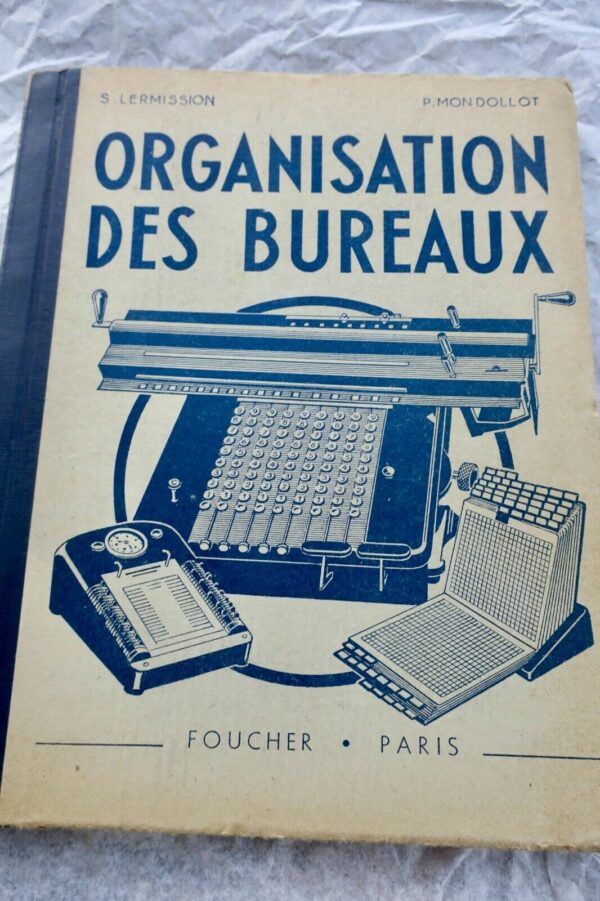 S. LERMISSION
P. MONDOLLOT
ORGANISATION
DES BUREAUX
FOUCHER • PARIS